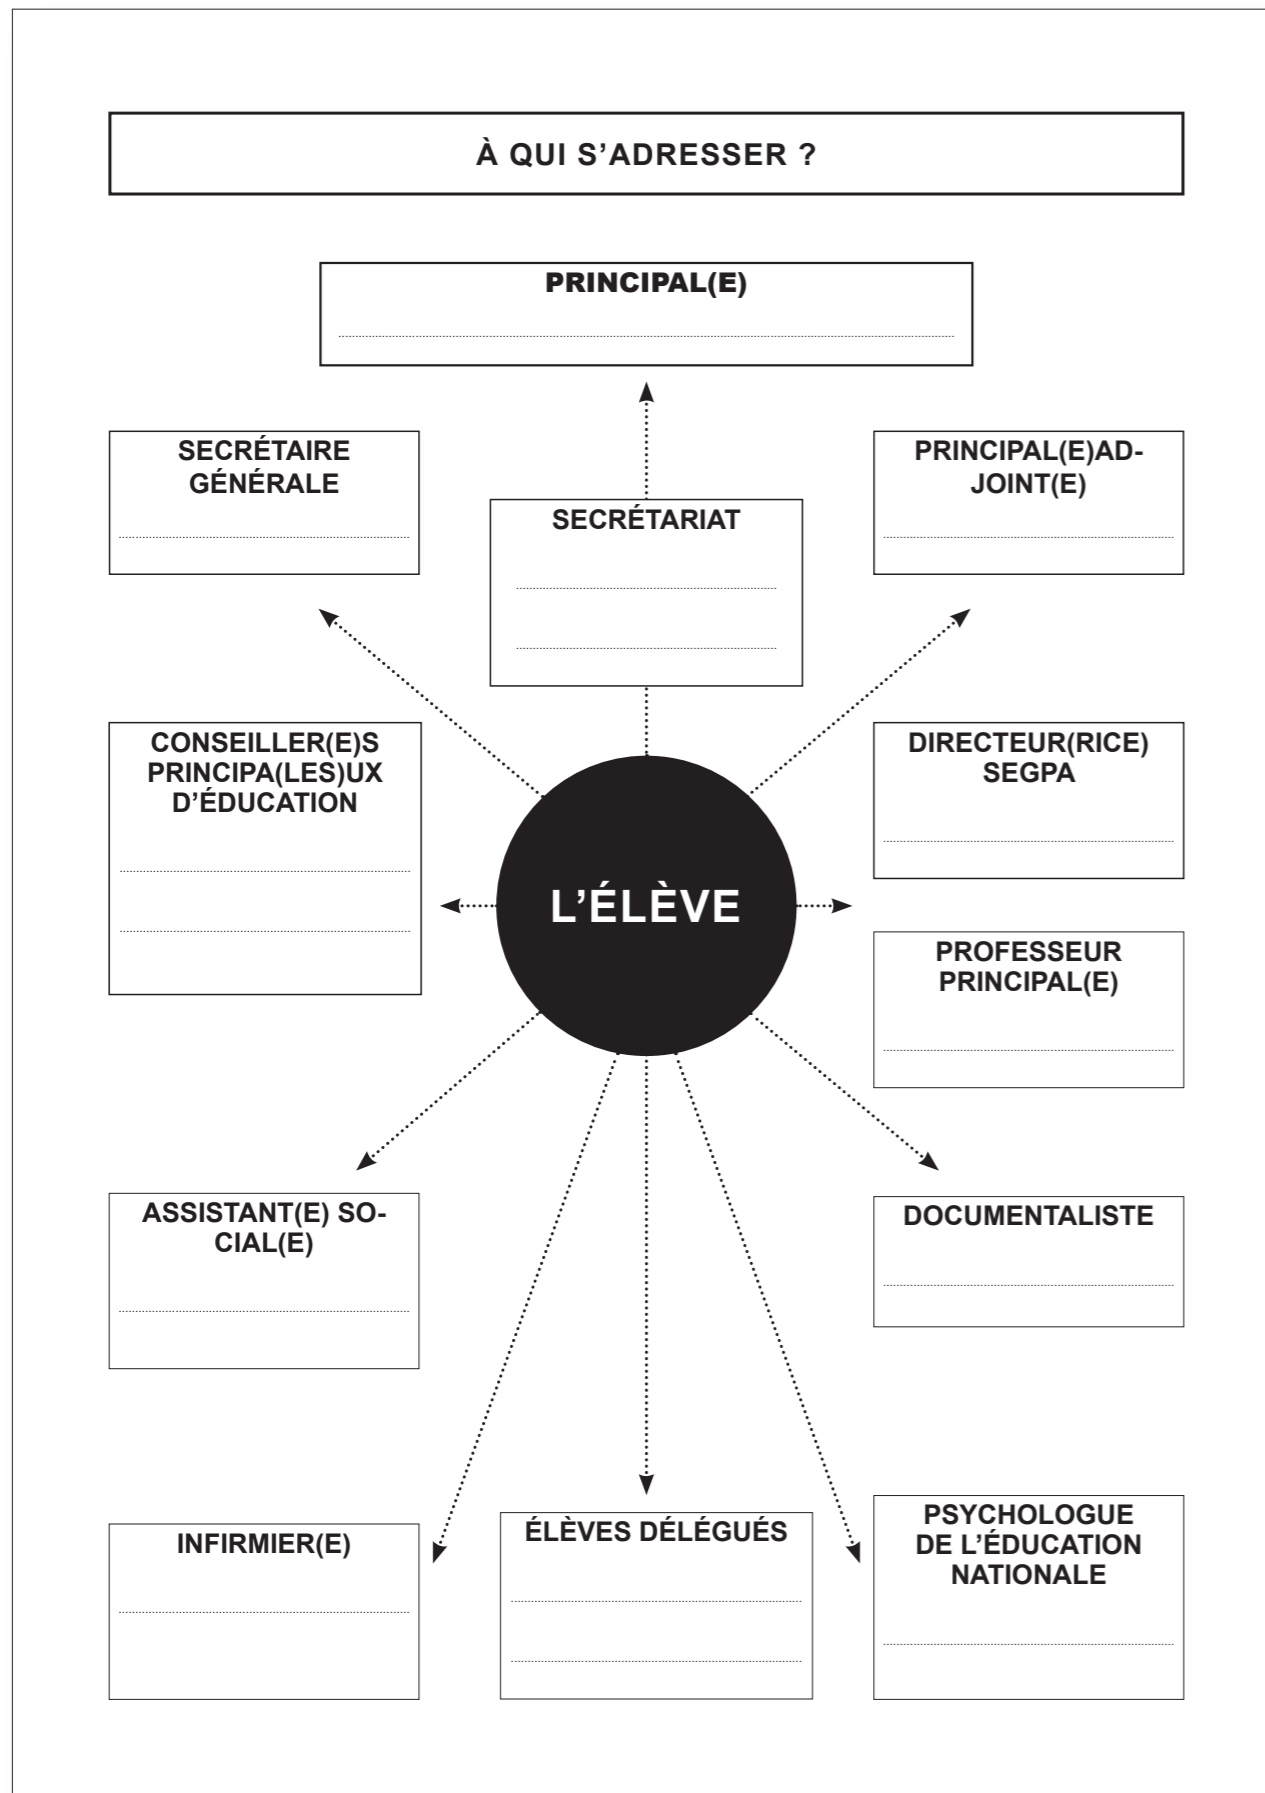 À QUI S’ADRESSER ?
PRINCIPAL(E)
SECRÉTAIRE
GÉNÉRALE
SECRÉTARIAT
PRINCIPAL(E)AD-
JOINT(E)
CONSEILLER(E)S
PRINCIPA(LES)UX
D’ÉDUCATION
DIRECTEUR(RICE)
SEGPA
L’ÉLÈVE
PROFESSEUR
PRINCIPAL(E)
ASSISTANT(E) SO-
CIAL(E)
DOCUMENTALISTE
INFIRMIER(E)
ÉLÈVES DÉLÉGUÉS
PSYCHOLOGUE
DE L’ÉDUCATION
NATIONALE